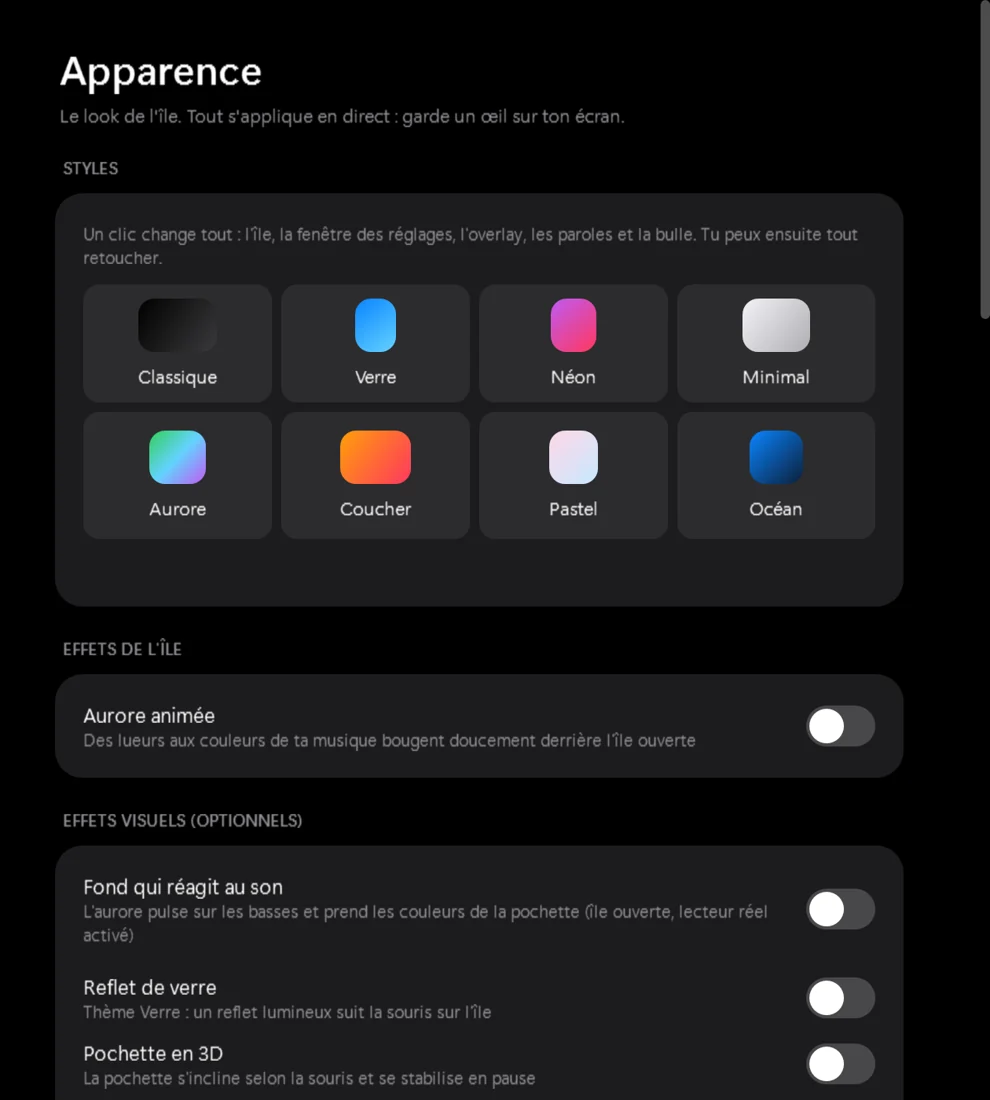 Apparence
Le look de l'île. Tout s'applique en direct : garde un œil sur ton écran.
STYLES
Un clic change tout : l'île, la fenêtre des réglages, l'overlay, les paroles et la bulle. Tu peux ensuite tout
retoucher.
Classique
Verre
Néon
Minimal
Aurore
Coucher
Pastel
Océan
EFFETS DE L'ÎLE
Aurore animée
Des lueurs aux couleurs de ta musique bougent doucement derrière l'île ouverte
EFFETS VISUELS (OPTIONNELS)
Fond qui réagit au son
L'aurore pulse sur les basses et prend les couleurs de la pochette (île ouverte, lecteur réel
activé)
Reflet de verre
Thème Verre : un reflet lumineux suit la souris sur l'île
Pochette en 3D
La pochette s'incline selon la souris et se stabilise en pause